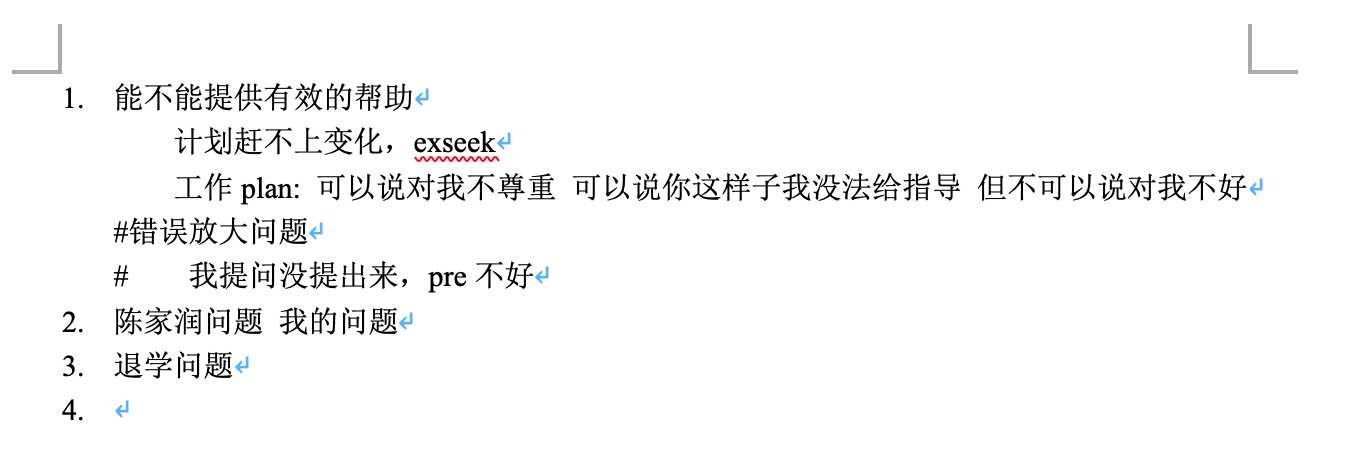 1. 能不能提供有效的帮助
计划赶不上变化，exseek
工作 plan: 可以说对我不尊重 可以说你这样子我没法给指导 但不可以说对我不好
#错误放大问题
# 我提问没提出来，pre 不好
2. 陈家润问题 我的问题
3. 退学问题
4.